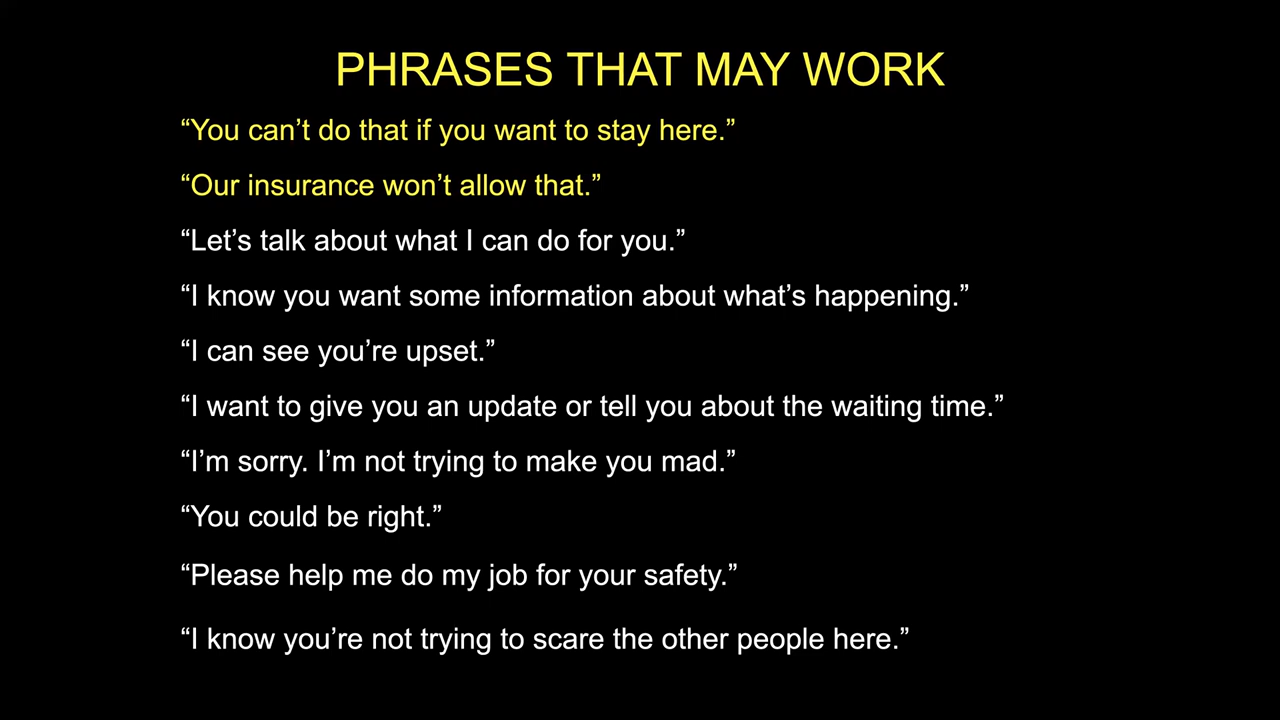 PHRASES THAT MAY WORK
“You can’t do that if you want to stay here.”
“Our insurance won’t allow that.”
“Let’s talk about what I can do for you.”
“I know you want some information about what’s happening.”
“I can see you’re upset.”
“I want to give you an update or tell you about the waiting time.”
“I’m sorry. I’m not trying to make you mad.”
“You could be right.”
“Please help me do my job for your safety.”
“I know you’re not trying to scare the other people here.”